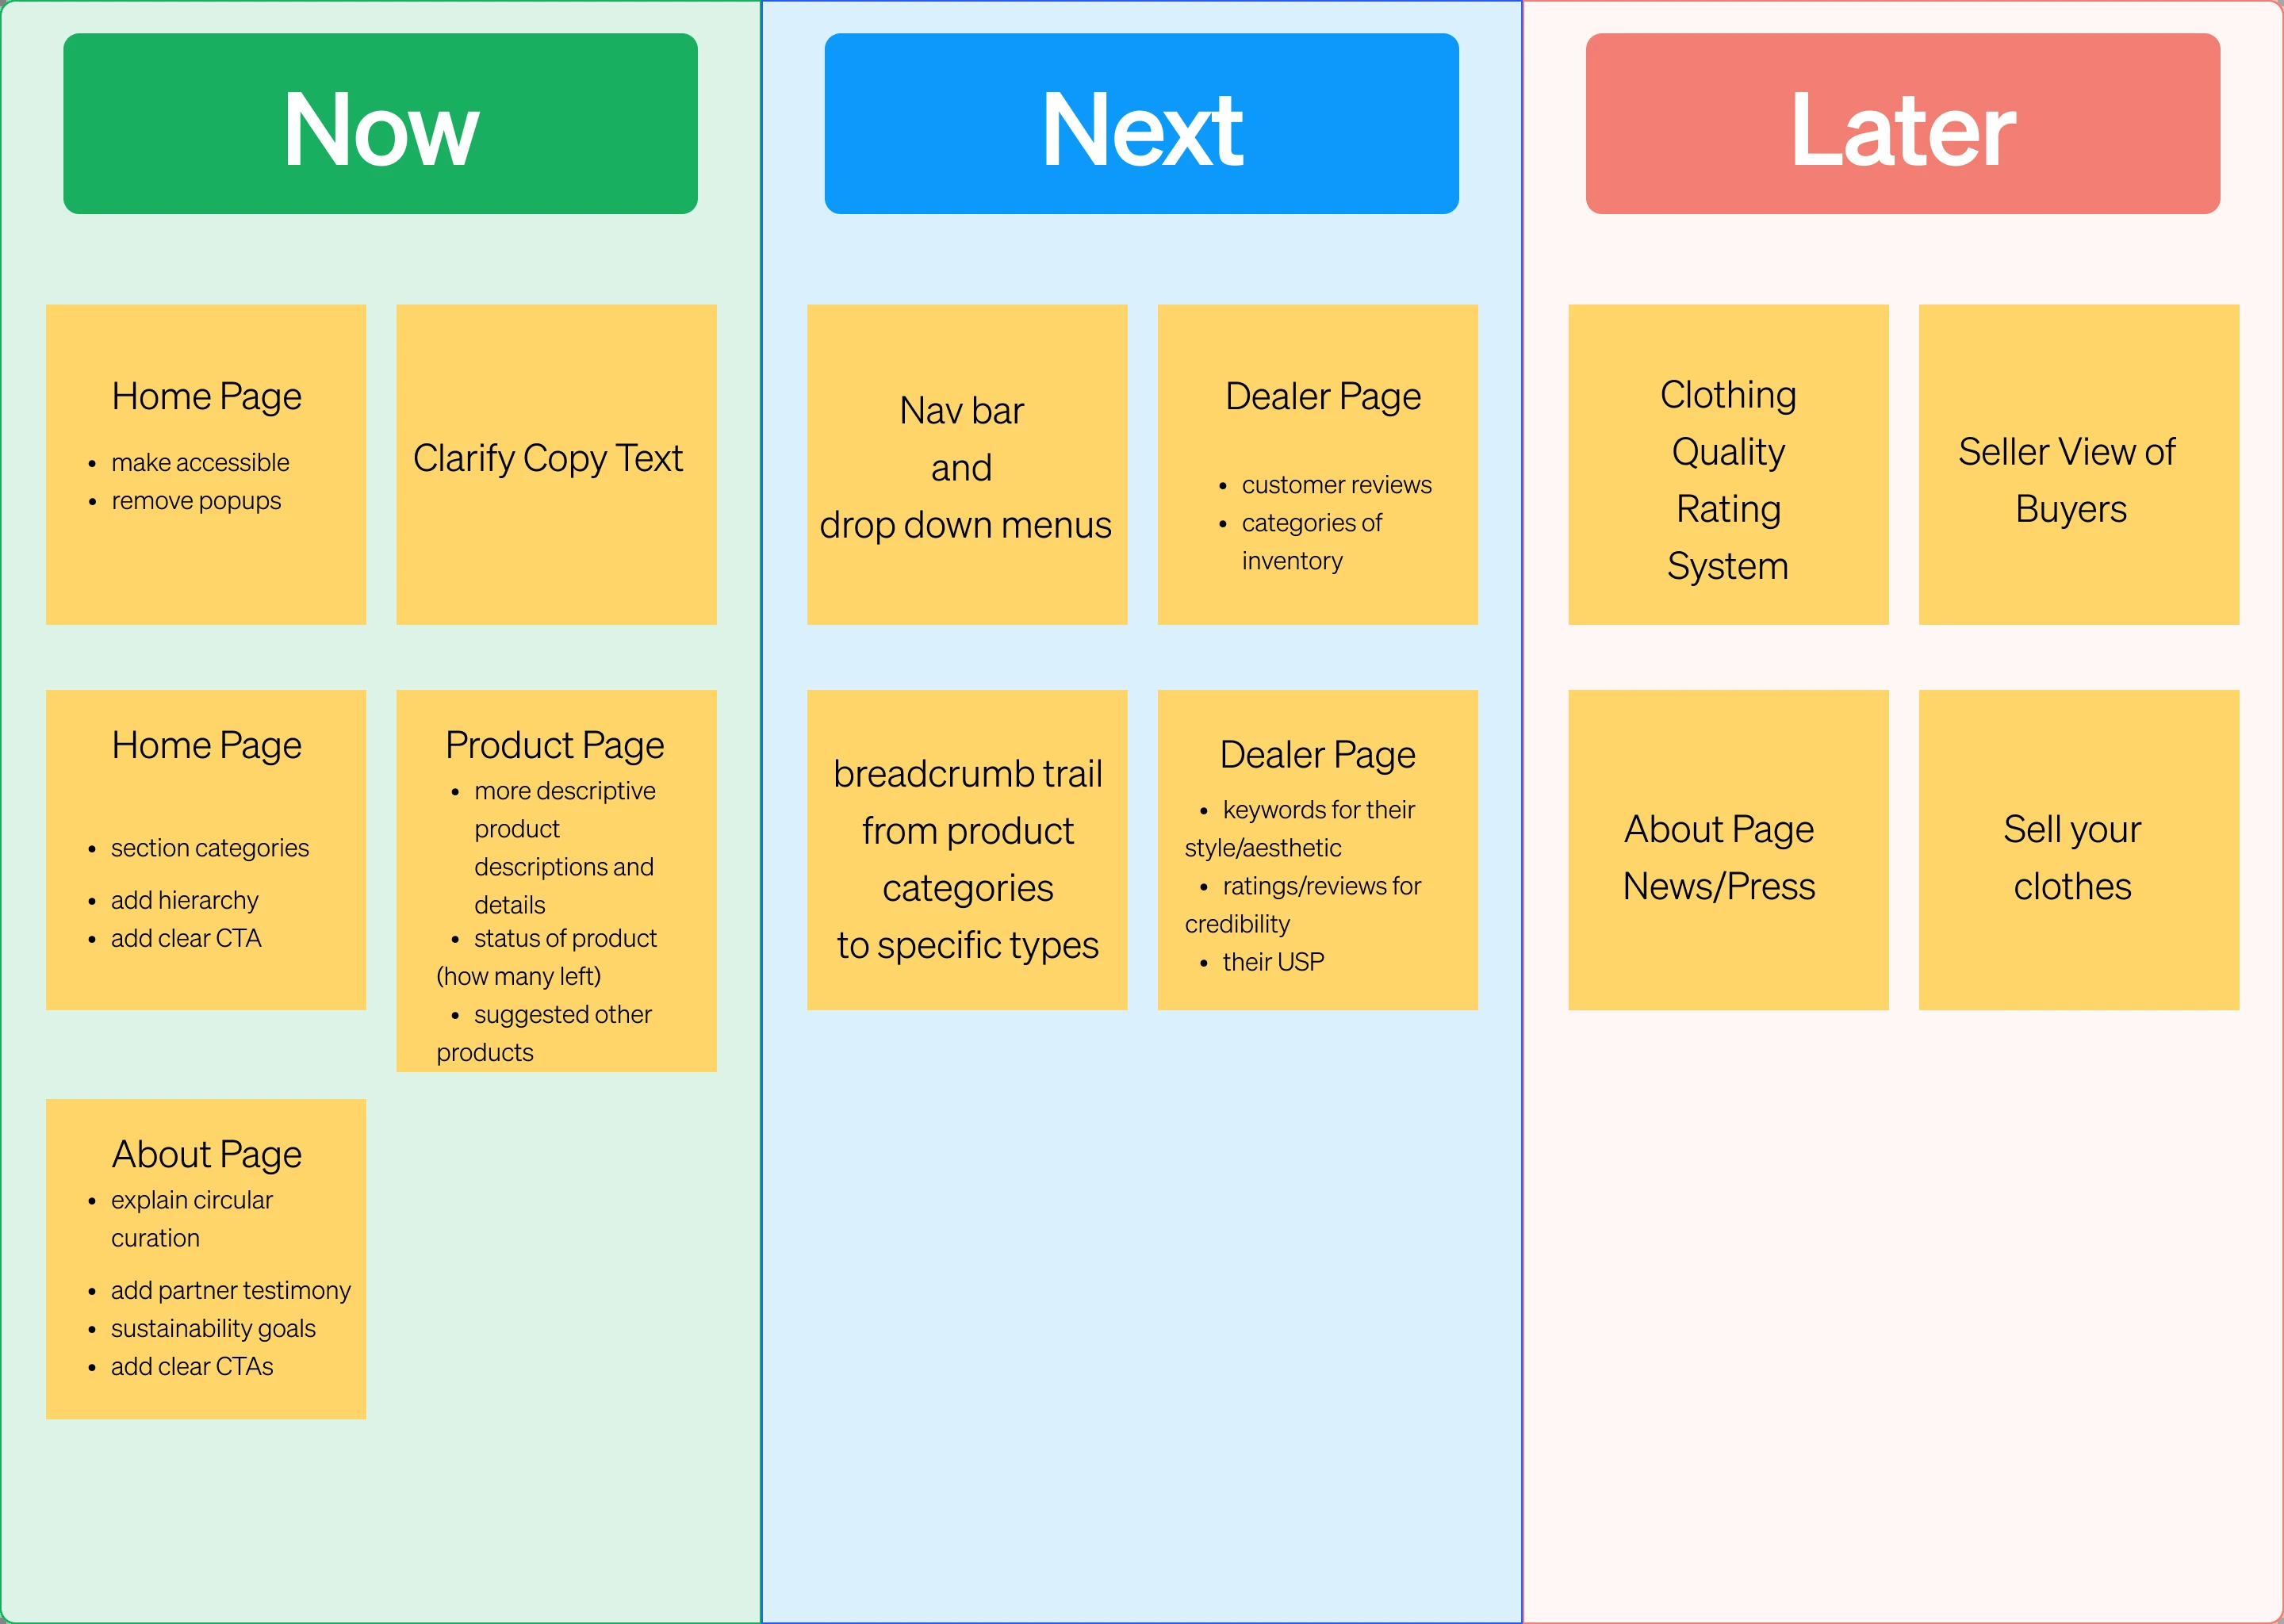 Now
Home Page
• make accessible
• remove popups
Clarify Copy Text
Home Page
• section categories
• add hierarchy
• add clear CTA
Product Page
• more descriptive
product
descriptions and
details
• status of product
(how many left)
• suggested other
products
About Page
• explain circular
curation
• add partner testimony
• sustainability goals
• add clear CTAs
Next
Nav bar
and
drop down menus
Dealer Page
• customer reviews
• categories of
inventory
breadcrumb trail
from product
categories
to specific types
Dealer Page
• keywords for their
style/aesthetic
• ratings/reviews for
credibility
• their USP
Later
Clothing
Quality
Rating
System
Seller View of
Buyers
About Page
News/Press
Sell your
clothes